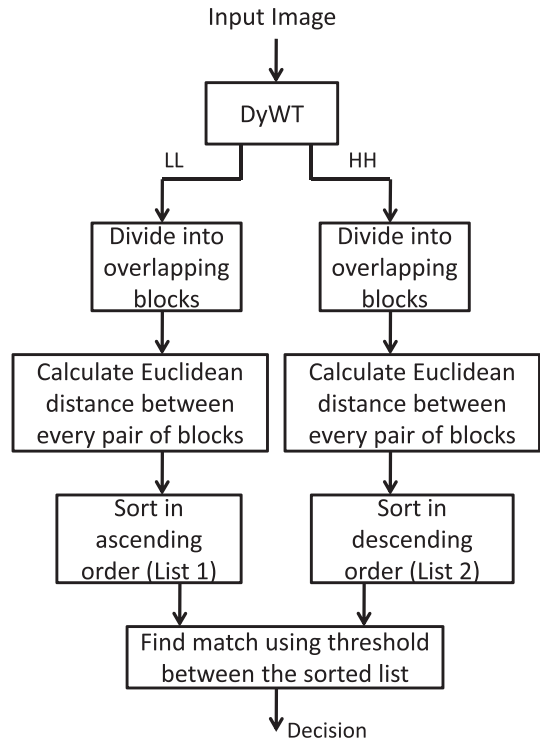 Input Image
DyWT
LL
HH
Divide into
overlapping
blocks
Divide into
overlapping
blocks
Calculate Euclidean
distance between
every pair of blocks
Calculate Euclidean
distance between
every pair of blocks
Sort in
ascending
order (List 1)
Sort in
descending
order (List 2)
Find match using threshold
between the sorted list
Decision